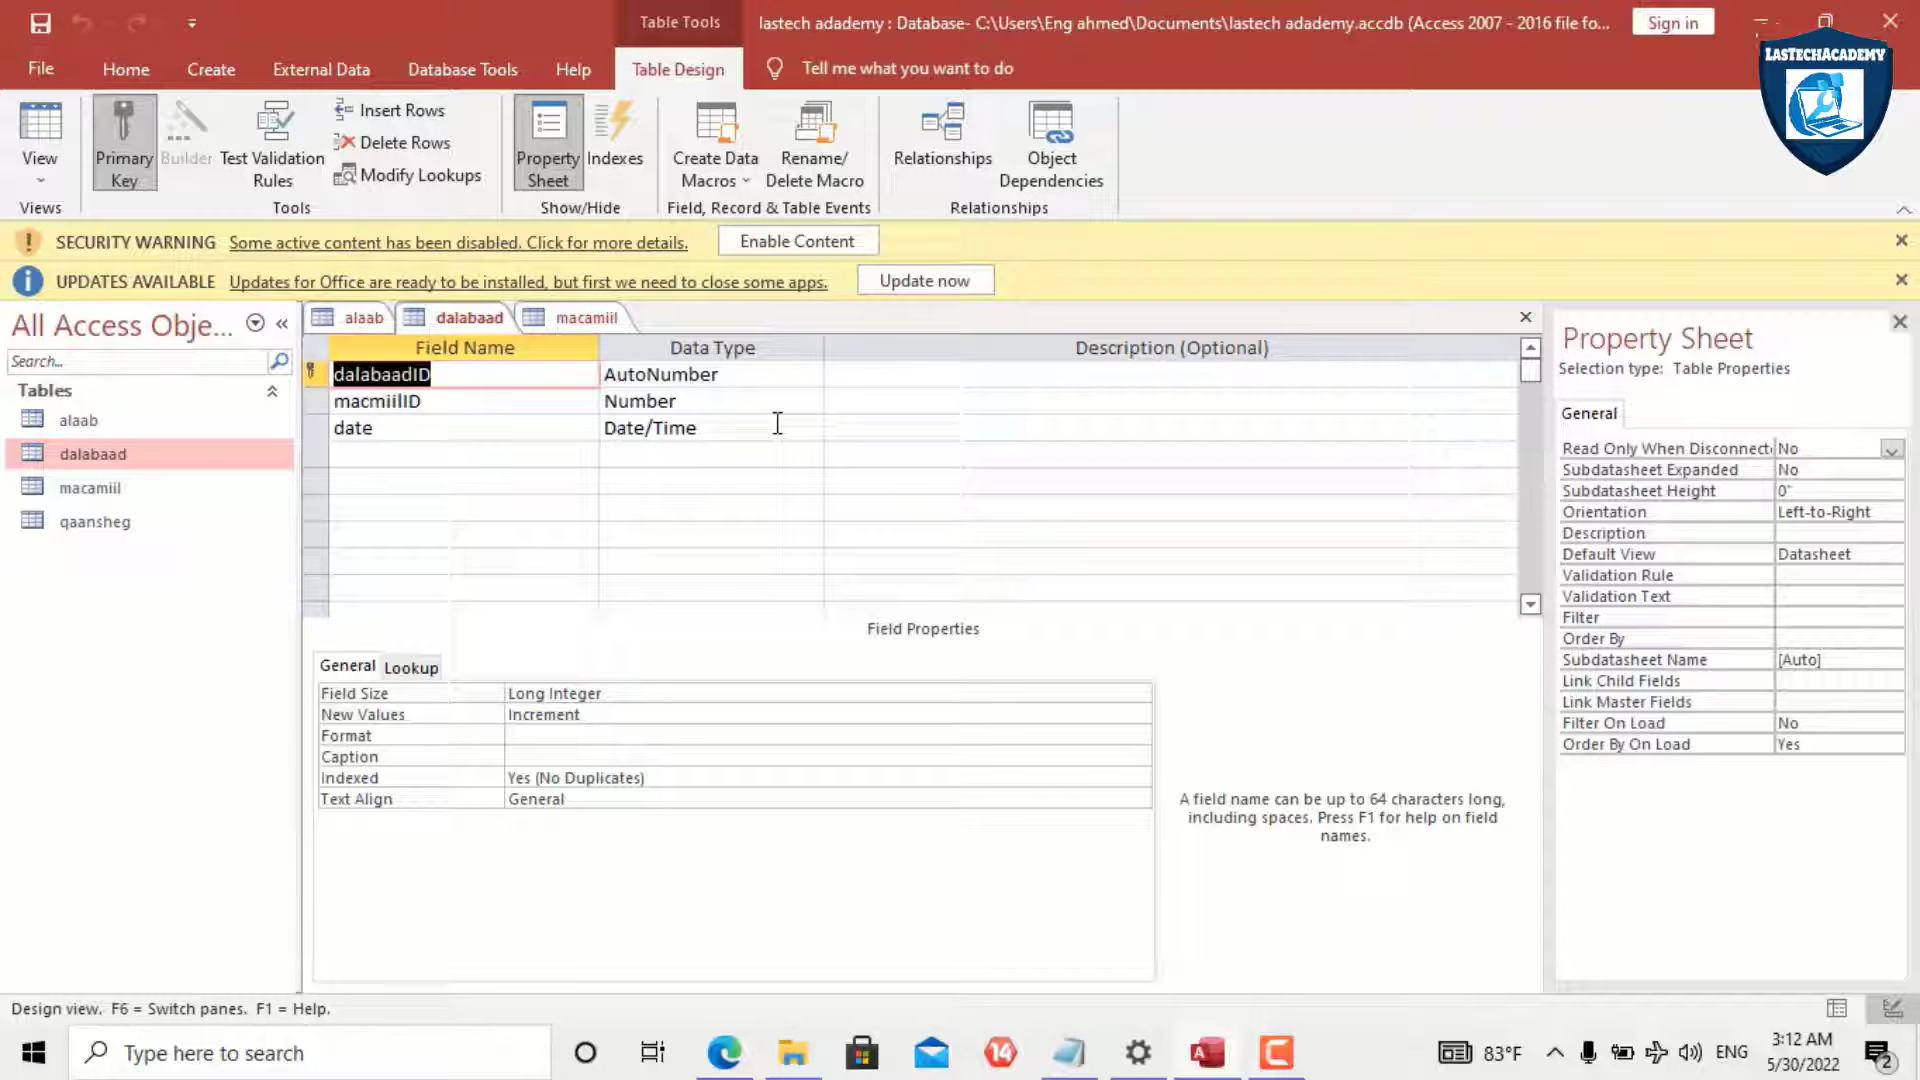 Table Tools
lastech adademy : Database- C:\Users\Eng ahmed\Documents\lastech adademy.accdb (Access 2007 - 2016 file fo...
Sign in
File Home Create External Data Database Tools Help Table Design Tell me what you want to do
LASTECHACADEMY
View
Primary Key
Builder
Test Validation Rules
Insert Rows
Delete Rows
Modify Lookups
Property Sheet
Indexes
Create Data Macros
Rename/ Delete Macro
Relationships
Object Dependencies
Views Tools Show/Hide Field, Record & Table Events Relationships
SECURITY WARNING Some active content has been disabled. Click for more details. Enable Content
UPDATES AVAILABLE Updates for Office are ready to be installed, but first we need to close some apps. Update now
All Access Obje...
Search...
Tables
alaab
dalabaad
macamiil
qaansheg
alaab dalabaad macamiil
Field Name Data Type Description (Optional)
dalabaadID AutoNumber
macmiilID Number
date Date/Time
Field Properties
General Lookup
Field Size Long Integer
New Values Increment
Format
Caption
Indexed Yes (No Duplicates)
Text Align General
A field name can be up to 64 characters long,
including spaces. Press F1 for help on field
names.
Property Sheet
Selection type: Table Properties
General
Read Only When Disconnect No
Subdatasheet Expanded No
Subdatasheet Height 0"
Orientation Left-to-Right
Description
Default View Datasheet
Validation Rule
Validation Text
Filter
Order By
Subdatasheet Name [Auto]
Link Child Fields
Link Master Fields
Filter On Load No
Order By On Load Yes
Design view. F6 = Switch panes. F1 = Help.
Type here to search
14
83°F
ENG
3:12 AM
5/30/2022
2